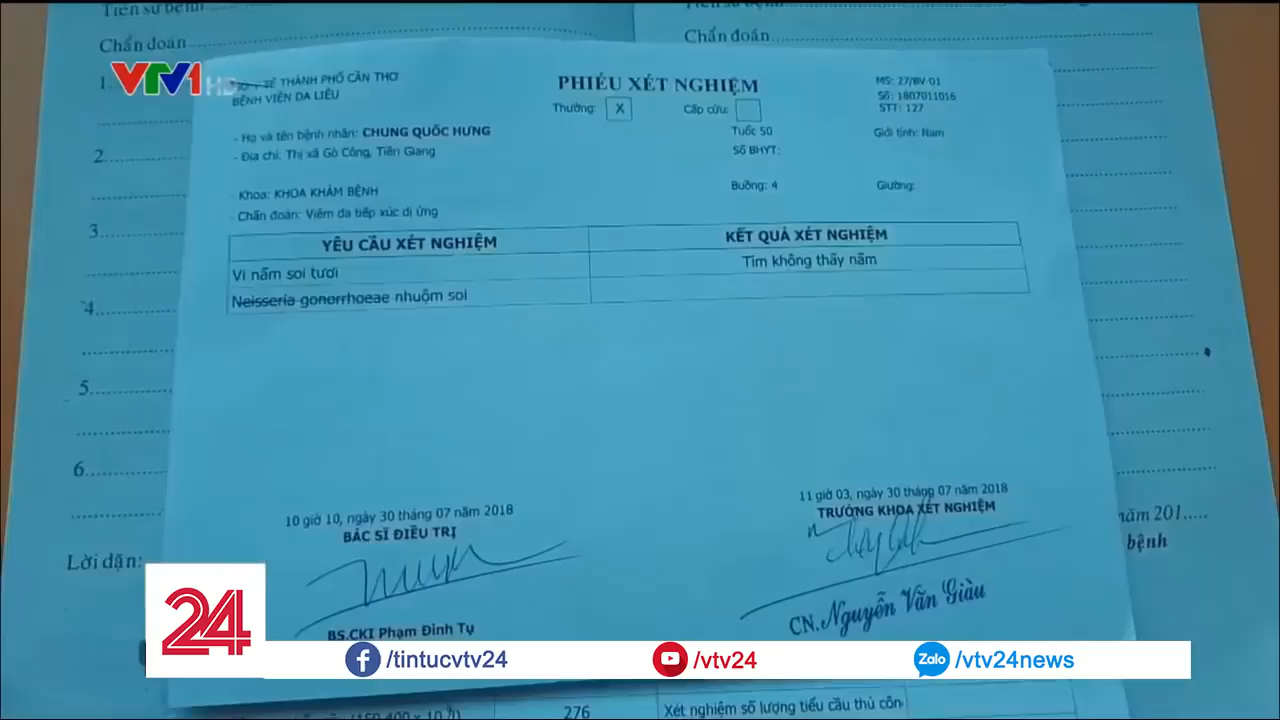 Tiền sử bệnh
Chẩn đoán
Chẩn đoán
VTV1 HD
Y TẾ THÀNH PHỐ CẦN THƠ
BỆNH VIỆN DA LIỄU
PHIẾU XÉT NGHIỆM
Thường: X Cấp cứu:
MS: 27/BV-01
Số: 1807011016
STT: 127
- Họ và tên bệnh nhân: CHUNG QUỐC HƯNG
Tuổi: 50
Giới tính: Nam
- Địa chỉ: Thị xã Gò Công, Tiền Giang
Số BHYT:
- Khoa: KHOA KHÁM BỆNH
Buồng: 4
Giường:
- Chẩn đoán: Viêm da tiếp xúc dị ứng
YÊU CẦU XÉT NGHIỆM
KẾT QUẢ XÉT NGHIỆM
Vi nấm soi tươi
Tìm không thấy nấm
Neisseria gonorrhoeae nhuộm soi
1.
2.
3.
4.
5.
6.
10 giờ 10, ngày 30 tháng 07 năm 2018
BÁC SĨ ĐIỀU TRỊ
BS.CKI Phạm Đình Tụ
11 giờ 03, ngày 30 tháng 07 năm 2018
TRƯỞNG KHOA XÉT NGHIỆM
CN. Nguyễn Văn Giàu
năm 201.....
bệnh
Lời dặn:
24
/tintucvtv24
/vtv24
Zalo /vtv24news
276
Xét nghiệm số lượng tiểu cầu thủ côn